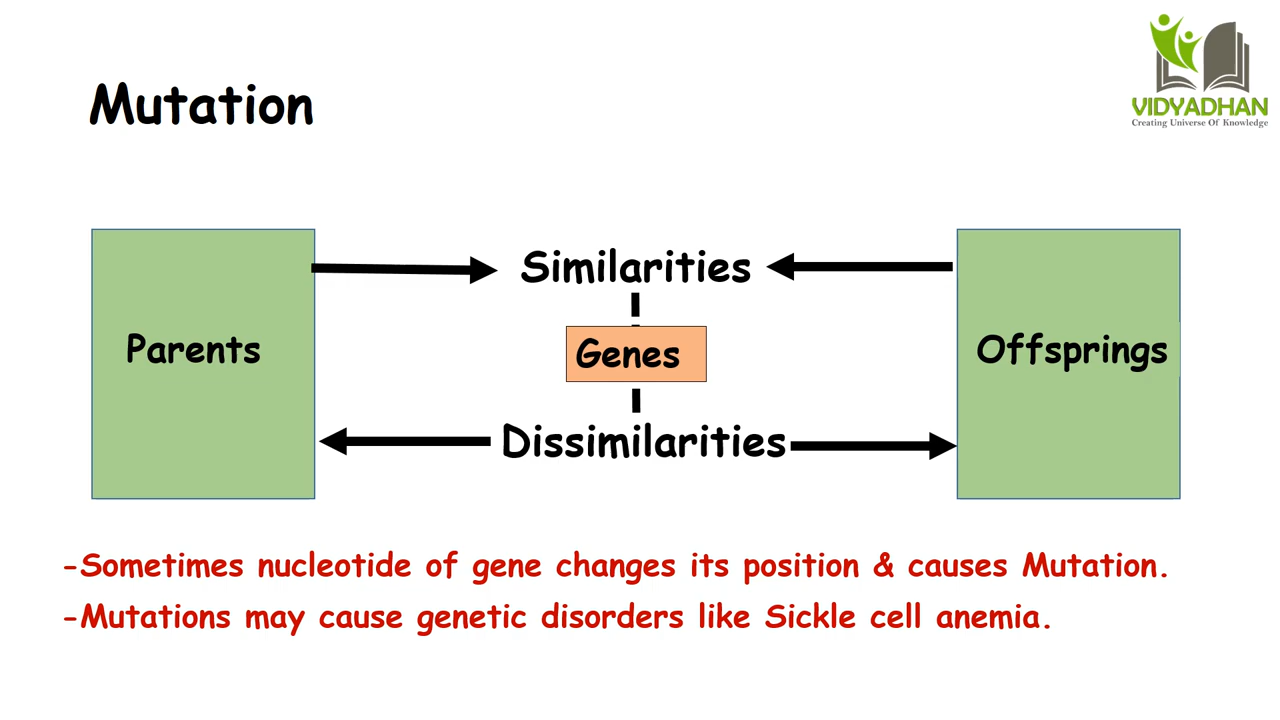 VIDYADHAN
Creating Universe Of Knowledge
Mutation
Similarities
Parents
Genes
Offsprings
Dissimilarities
-Sometimes nucleotide of gene changes its position & causes Mutation.
-Mutations may cause genetic disorders like Sickle cell anemia.